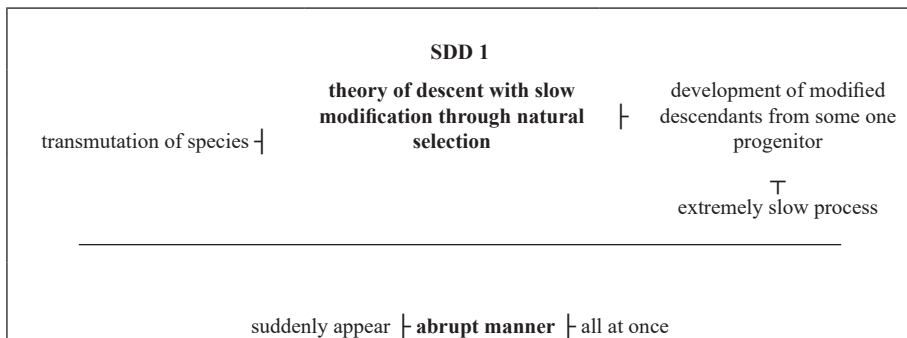 SDD 1
theory of descent with slow
modification through natural
selection
development of modified
descendants from some one
progenitor
transmutation of species
extremely slow process
suddenly appear abrupt manner all at once